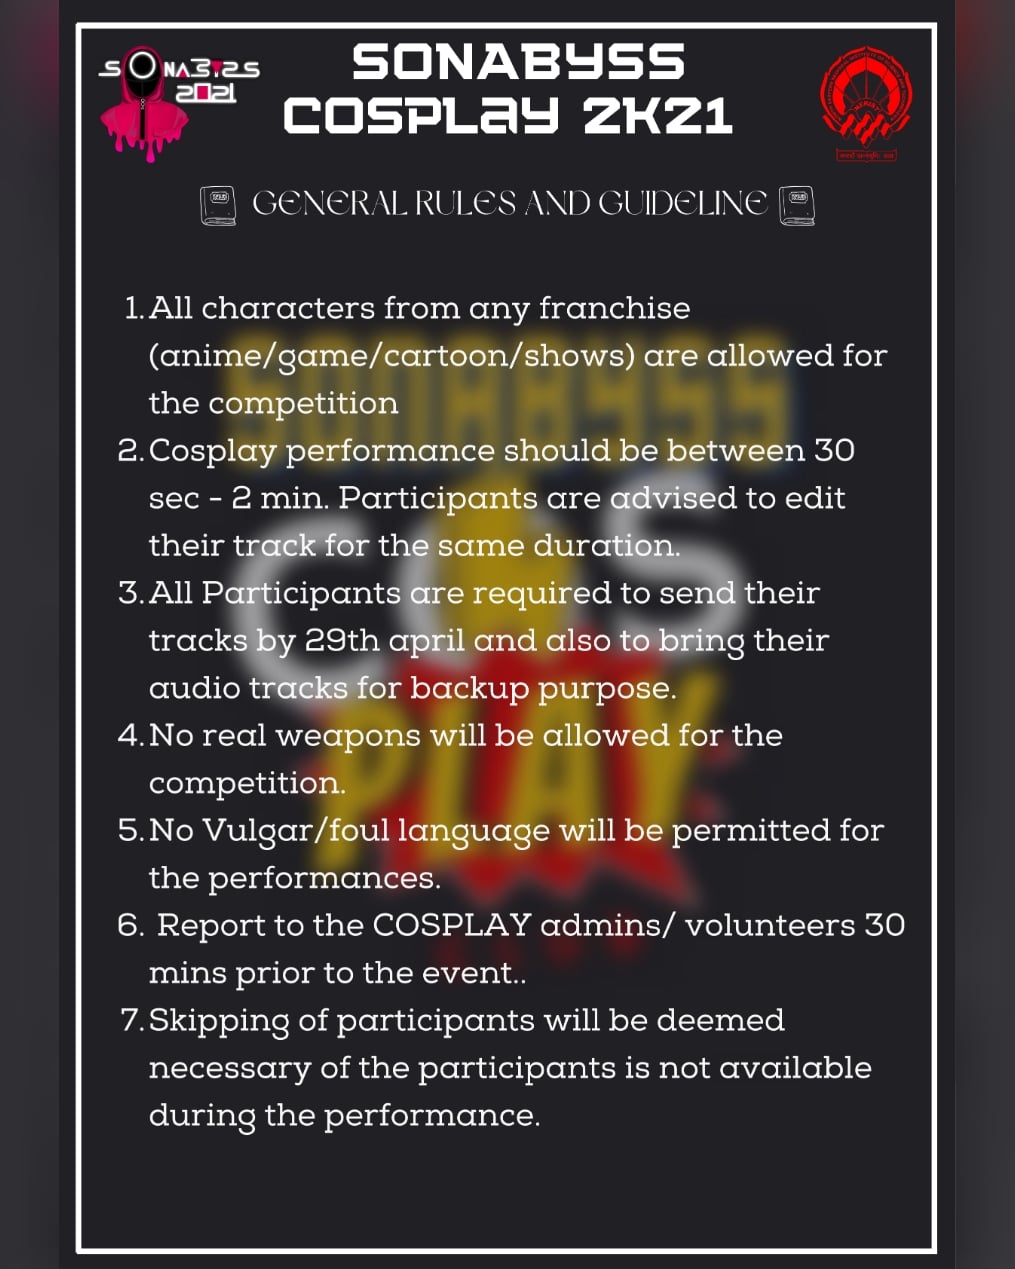 SONABYSS
2021
SONABYSS
COSPLAY 2K21
GENERAL RULES AND GUIDELINE
1. All characters from any franchise
(anime/game/cartoon/shows) are allowed for
the competition
2. Cosplay performance should be between 30
sec - 2 min. Participants are advised to edit
their track for the same duration.
3. All Participants are required to send their
tracks by 29th april and also to bring their
audio tracks for backup purpose.
4. No real weapons will be allowed for the
competition.
5. No Vulgar/foul language will be permitted for
the performances.
6. Report to the COSPLAY admins/ volunteers 30
mins prior to the event..
7. Skipping of participants will be deemed
necessary of the participants is not available
during the performance.
SONABYSS
COS
PLAY